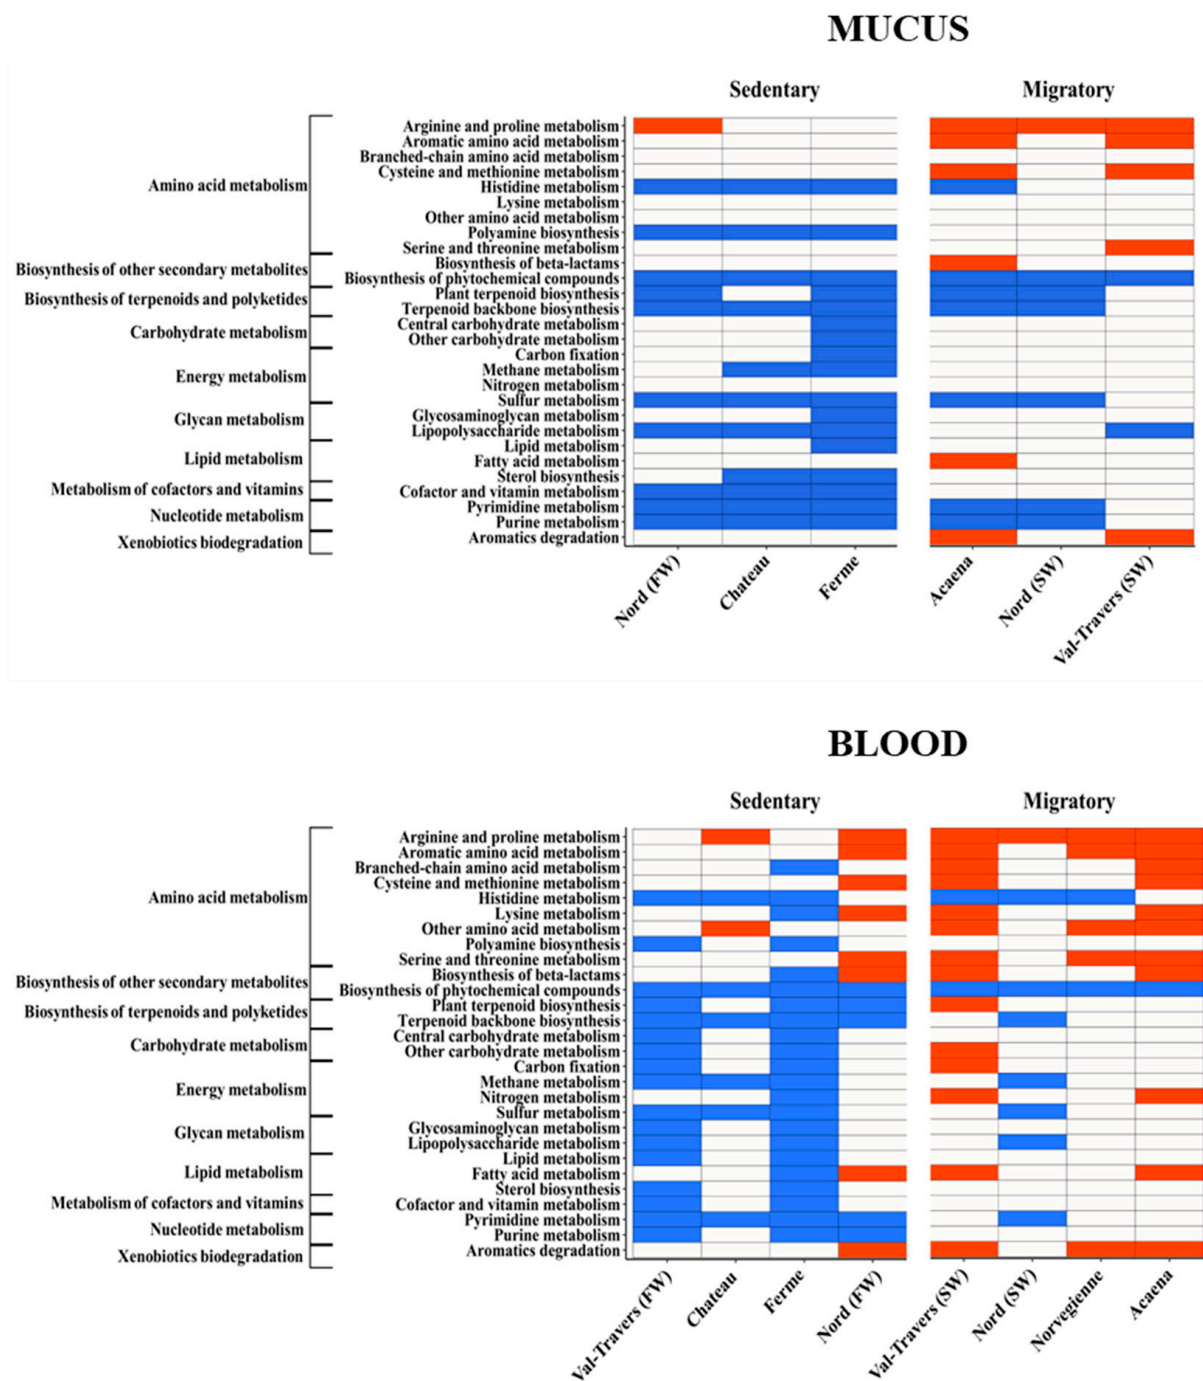 MUCUS
Sedentary
Migratory
Arginine and proline metabolism
Aromatic amino acid metabolism
Branched-chain amino acid metabolism
Cysteine and methionine metabolism
Amino acid metabolism
Histidine metabolism
Lysine metabolism
Other amino acid metabolism
Polyamine biosynthesis
Serine and threonine metabolism
Biosynthesis of other secondary metabolites
Biosynthesis of beta-lactams
Biosynthesis of phytochemical compounds
Biosynthesis of terpenoids and polyketides
Plant terpenoid biosynthesis
Terpenoid backbone biosynthesis
Carbohydrate metabolism
Central carbohydrate metabolism
Other carbohydrate metabolism
Carbon fixation
Energy metabolism
Methane metabolism
Nitrogen metabolism
Sulfur metabolism
Glycan metabolism
Glycosaminoglycan metabolism
Lipopolysaccharide metabolism
Lipid metabolism
Lipid metabolism
Fatty acid metabolism
Sterol biosynthesis
Metabolism of cofactors and vitamins
Cofactor and vitamin metabolism
Nucleotide metabolism
Pyrimidine metabolism
Purine metabolism
Xenobiotics biodegradation
Aromatics degradation
Nord (FW)
Chateau
Ferme
Acaena
Nord (SW)
Val-Travers (SW)
BLOOD
Sedentary
Migratory
Arginine and proline metabolism
Aromatic amino acid metabolism
Branched-chain amino acid metabolism
Cysteine and methionine metabolism
Amino acid metabolism
Histidine metabolism
Lysine metabolism
Other amino acid metabolism
Polyamine biosynthesis
Serine and threonine metabolism
Biosynthesis of other secondary metabolites
Biosynthesis of beta-lactams
Biosynthesis of phytochemical compounds
Biosynthesis of terpenoids and polyketides
Plant terpenoid biosynthesis
Terpenoid backbone biosynthesis
Carbohydrate metabolism
Central carbohydrate metabolism
Other carbohydrate metabolism
Carbon fixation
Energy metabolism
Methane metabolism
Nitrogen metabolism
Sulfur metabolism
Glycan metabolism
Glycosaminoglycan metabolism
Lipopolysaccharide metabolism
Lipid metabolism
Lipid metabolism
Fatty acid metabolism
Sterol biosynthesis
Metabolism of cofactors and vitamins
Cofactor and vitamin metabolism
Nucleotide metabolism
Pyrimidine metabolism
Purine metabolism
Xenobiotics biodegradation
Aromatics degradation
Val-Travers (FW)
Chateau
Ferme
Nord (FW)
Val-Travers (SW)
Nord (SW)
Norvegienne
Acaena